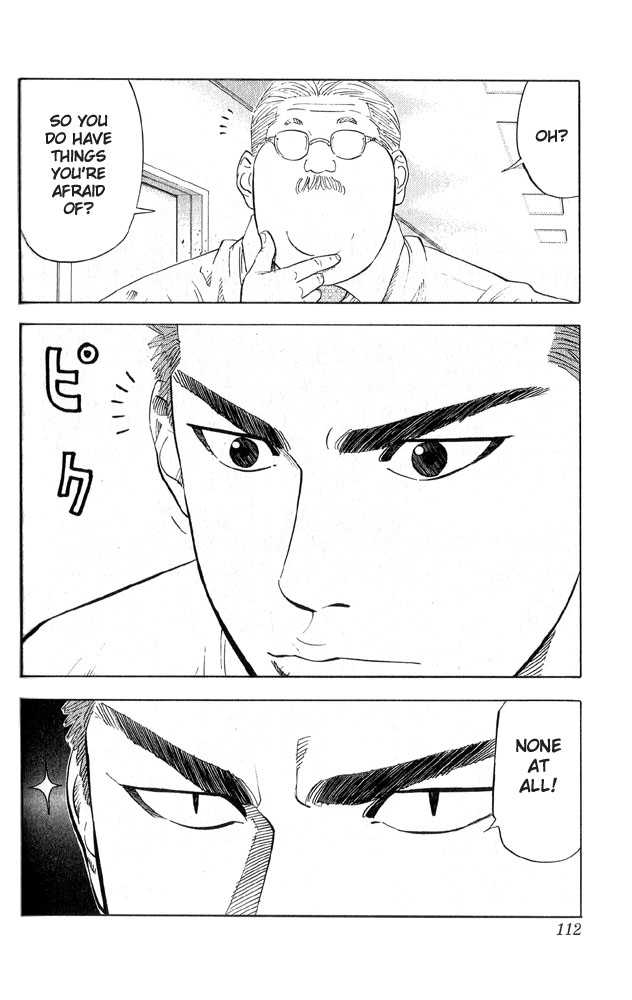 OH?
SO YOU
DO HAVE
THINGS
YOU'RE
AFRAID
OF?
ピク
NONE
AT
ALL!
112